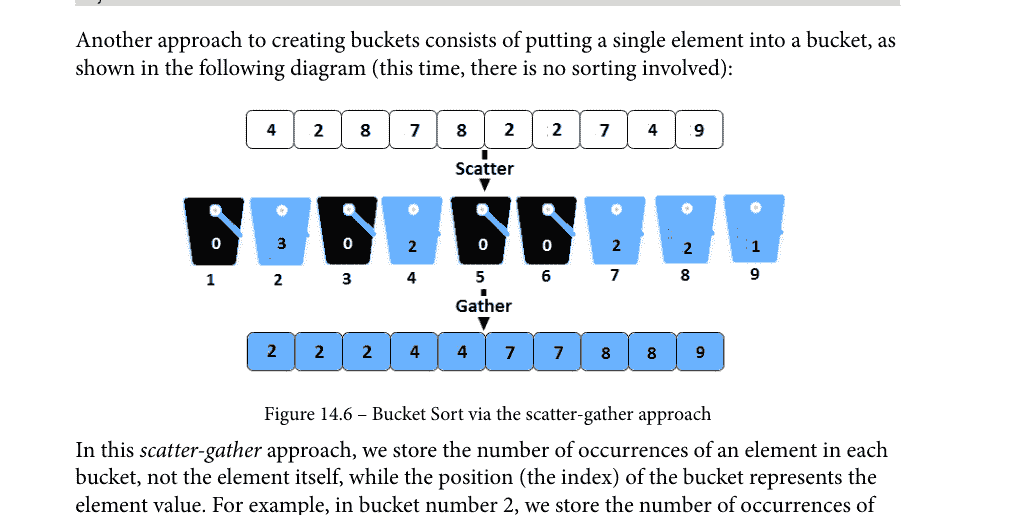 Another approach to creating buckets consists of putting a single element into a bucket, as
shown in the following diagram (this time, there is no sorting involved):
4 2 8 7 8 2 2 7 4 9
Scatter
0 3 0 2 0 0 2 2 1
1 2 3 4 5 6 7 8 9
Gather
2 2 2 4 4 7 7 8 8 9
Figure 14.6 – Bucket Sort via the scatter-gather approach
In this scatter-gather approach, we store the number of occurrences of an element in each
bucket, not the element itself, while the position (the index) of the bucket represents the
element value. For example, in bucket number 2, we store the number of occurrences of